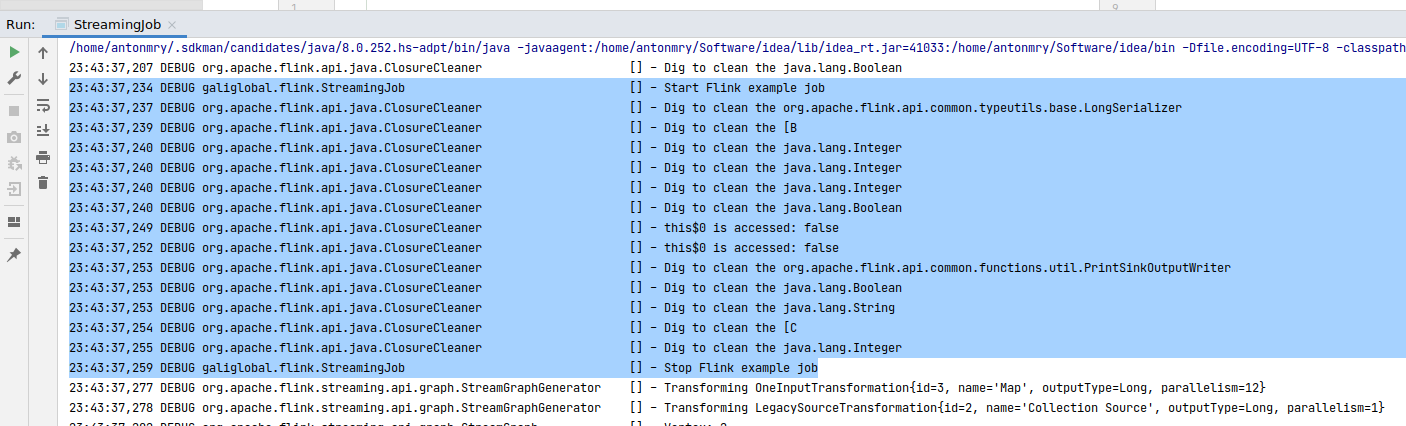 1 9
Run: StreamingJob ×
/home/antonmry/.sdkman/candidates/java/8.0.252.hs-adpt/bin/java -javaagent:/home/antonmry/Software/idea/lib/idea_rt.jar=41033:/home/antonmry/Software/idea/bin -Dfile.encoding=UTF-8 -classpath
23:43:37,207 DEBUG org.apache.flink.api.java.ClosureCleaner [] - Dig to clean the java.lang.Boolean
23:43:37,234 DEBUG galiglobal.flink.StreamingJob [] - Start Flink example job
23:43:37,237 DEBUG org.apache.flink.api.java.ClosureCleaner [] - Dig to clean the org.apache.flink.api.common.typeutils.base.LongSerializer
23:43:37,239 DEBUG org.apache.flink.api.java.ClosureCleaner [] - Dig to clean the [B
23:43:37,240 DEBUG org.apache.flink.api.java.ClosureCleaner [] - Dig to clean the java.lang.Integer
23:43:37,240 DEBUG org.apache.flink.api.java.ClosureCleaner [] - Dig to clean the java.lang.Integer
23:43:37,240 DEBUG org.apache.flink.api.java.ClosureCleaner [] - Dig to clean the java.lang.Integer
23:43:37,240 DEBUG org.apache.flink.api.java.ClosureCleaner [] - Dig to clean the java.lang.Boolean
23:43:37,249 DEBUG org.apache.flink.api.java.ClosureCleaner [] - this$0 is accessed: false
23:43:37,252 DEBUG org.apache.flink.api.java.ClosureCleaner [] - this$0 is accessed: false
23:43:37,253 DEBUG org.apache.flink.api.java.ClosureCleaner [] - Dig to clean the org.apache.flink.api.common.functions.util.PrintSinkOutputWriter
23:43:37,253 DEBUG org.apache.flink.api.java.ClosureCleaner [] - Dig to clean the java.lang.Boolean
23:43:37,253 DEBUG org.apache.flink.api.java.ClosureCleaner [] - Dig to clean the java.lang.String
23:43:37,254 DEBUG org.apache.flink.api.java.ClosureCleaner [] - Dig to clean the [C
23:43:37,255 DEBUG org.apache.flink.api.java.ClosureCleaner [] - Dig to clean the java.lang.Integer
23:43:37,259 DEBUG galiglobal.flink.StreamingJob [] - Stop Flink example job
23:43:37,277 DEBUG org.apache.flink.streaming.api.graph.StreamGraphGenerator [] - Transforming OneInputTransformation{id=3, name='Map', outputType=Long, parallelism=12}
23:43:37,278 DEBUG org.apache.flink.streaming.api.graph.StreamGraphGenerator [] - Transforming LegacySourceTransformation{id=2, name='Collection Source', outputType=Long, parallelism=1}